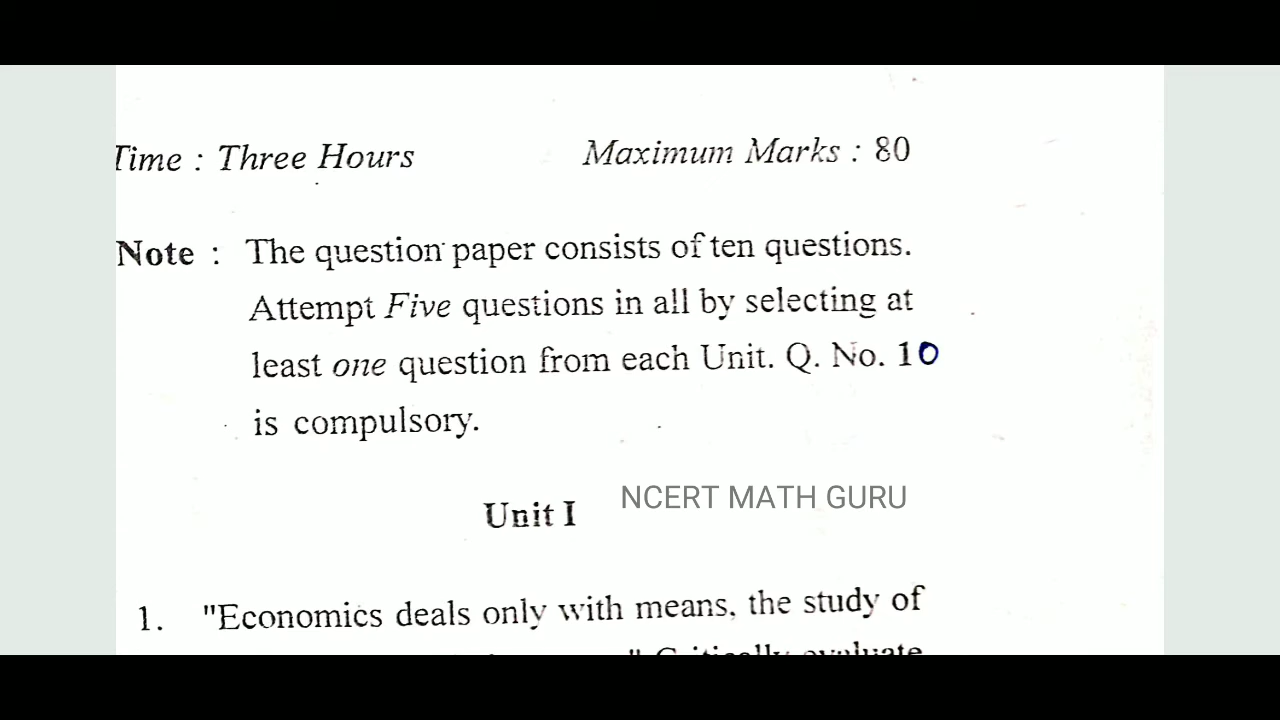 Time : Three Hours Maximum Marks : 80
Note : The question paper consists of ten questions.
Attempt Five questions in all by selecting at
least one question from each Unit. Q. No. 10
is compulsory.
Unit I NCERT MATH GURU
1. "Economics deals only with means, the study of
" Critically evaluate